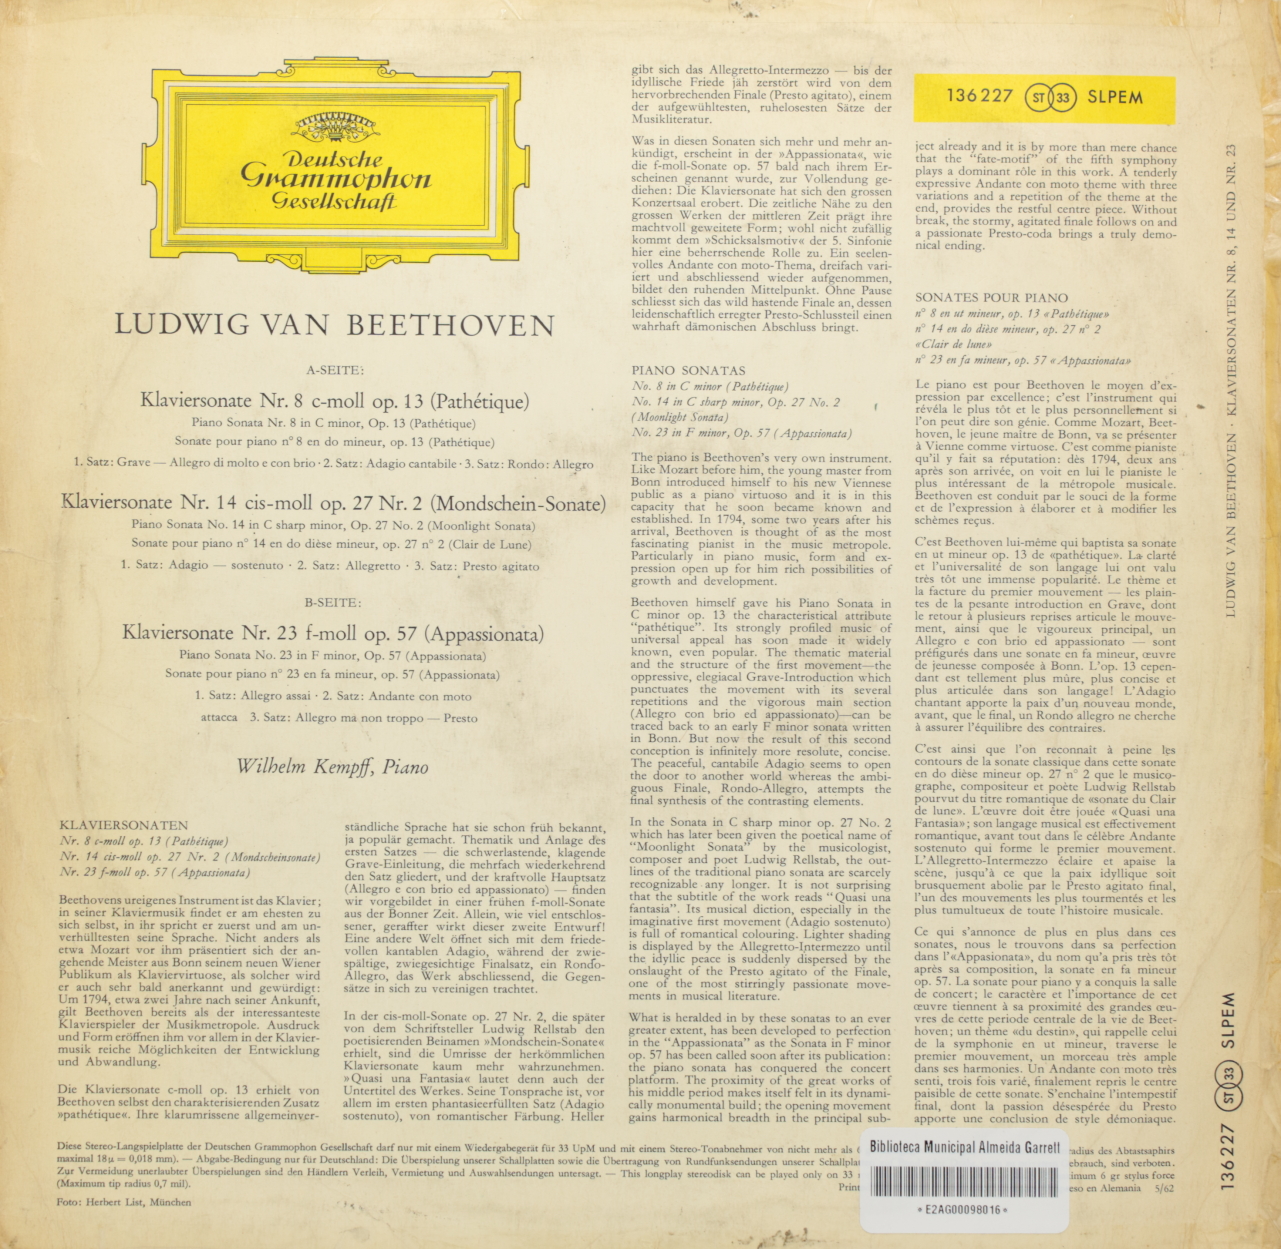 Deutsche
Grammophon
Gesellschaft
LUDWIG VAN BEETHOVEN
A-SEITE:
Klaviersonate Nr. 8 c-moll op. 13 (Pathétique)
Piano Sonata Nr. 8 in C minor, Op. 13 (Pathétique)
Sonate pour piano n° 8 en do mineur, op. 13 (Pathétique)
1. Satz: Grave — Allegro di molto e con brio · 2. Satz: Adagio cantabile · 3. Satz: Rondo: Allegro
Klaviersonate Nr. 14 cis-moll op. 27 Nr. 2 (Mondschein-Sonate)
Piano Sonata No. 14 in C sharp minor, Op. 27 No. 2 (Moonlight Sonata)
Sonate pour piano n° 14 en do dièse mineur, op. 27 n° 2 (Clair de Lune)
1. Satz: Adagio — sostenuto · 2. Satz: Allegretto · 3. Satz: Presto agitato
B-SEITE:
Klaviersonate Nr. 23 f-moll op. 57 (Appassionata)
Piano Sonata No. 23 in F minor, Op. 57 (Appassionata)
Sonate pour piano n° 23 en fa mineur, op. 57 (Appassionata)
1. Satz: Allegro assai · 2. Satz: Andante con moto
attacca 3. Satz: Allegro ma non troppo — Presto
Wilhelm Kempff, Piano
KLAVIERSONATEN
Nr. 8 c-moll op. 13 (Pathétique)
Nr. 14 cis-moll op. 27 Nr. 2 (Mondscheinsonate)
Nr. 23 f-moll op. 57 (Appassionata)
Beethovens ureigenes Instrument ist das Klavier;
in seiner Klaviermusik findet er am ehesten zu
sich selbst, in ihr spricht er zuerst und am un-
verhülltesten seine Sprache. Nicht anders als
etwa Mozart vor ihm präsentiert sich der an-
gehende Meister aus Bonn seinem neuen Wiener
Publikum als Klaviervirtuose, als solcher wird
er auch sehr bald anerkannt und gewürdigt:
Um 1794, etwa zwei Jahre nach seiner Ankunft,
gilt Beethoven bereits als der interessanteste
Klavierspieler der Musikmetropole. Ausdruck
und Form eröffnen ihm vor allem in der Klavier-
musik reiche Möglichkeiten der Entwicklung
und Abwandlung.
Die Klaviersonate c-moll op. 13 erhielt von
Beethoven selbst den charakterisierenden Zusatz
»pathétique«. Ihre klarumrissene allgemeinver-
ständliche Sprache hat sie schon früh bekannt,
ja populär gemacht. Thematik und Anlage des
ersten Satzes — die schwerlastende, klagende
Grave-Einleitung, die mehrfach wiederkehrend
den Satz gliedert, und der kraftvolle Hauptsatz
(Allegro e con brio ed appassionato) — finden
wir vorgebildet in einer frühen f-moll-Sonate
aus der Bonner Zeit. Allein, wie viel entschlos-
sener, geraffter wirkt dieser zweite Entwurf!
Eine andere Welt öffnet sich mit dem friede-
vollen kantablen Adagio, während der zwie-
spältige, zwiegesichtige Finalsatz, ein Rondo-
Allegro, das Werk abschliessend, die Gegen-
sätze in sich zu vereinigen trachtet.
In der cis-moll-Sonate op. 27 Nr. 2, die später
von dem Schriftsteller Ludwig Rellstab den
poetisierenden Beinamen »Mondschein-Sonate«
erhielt, sind die Umrisse der herkömmlichen
Klaviersonate kaum mehr wahrzunehmen.
»Quasi una Fantasia« lautet denn auch der
Untertitel des Werkes. Seine Tonsprache ist, vor
allem im ersten phantasieerfüllten Satz (Adagio
sostenuto), von romantischer Färbung. Heller
gibt sich das Allegretto-Intermezzo — bis der
idyllische Friede jäh zerstört wird von dem
hervorbrechenden Finale (Presto agitato), einem
der aufgewühltesten, ruhelosesten Sätze der
Musikliteratur.
Was in diesen Sonaten sich mehr und mehr an-
kündigt, erscheint in der »Appassionata«, wie
die f-moll-Sonate op. 57 bald nach ihrem Er-
scheinen genannt wurde, zur Vollendung ge-
diehen: Die Klaviersonate hat sich den grossen
Konzertsaal erobert. Die zeitliche Nähe zu den
grossen Werken der mittleren Zeit prägt ihre
machtvoll geweitete Form; wohl nicht zufällig
kommt dem »Schicksalsmotiv« der 5. Sinfonie
hier eine beherrschende Rolle zu. Ein seelen-
volles Andante con moto-Thema, dreifach vari-
iert und abschliessend wieder aufgenommen,
bildet den ruhenden Mittelpunkt. Ohne Pause
schliesst sich das wild hastende Finale an, dessen
leidenschaftlich erregter Presto-Schlussteil einen
wahrhaft dämonischen Abschluss bringt.
PIANO SONATAS
No. 8 in C minor (Pathétique)
No. 14 in C sharp minor, Op. 27 No. 2
(Moonlight Sonata)
No. 23 in F minor, Op. 57 (Appassionata)
The piano is Beethoven's very own instrument.
Like Mozart before him, the young master from
Bonn introduced himself to his new Viennese
public as a piano virtuoso and it is in this
capacity that he soon became known and
established. In 1794, some two years after his
arrival, Beethoven is thought of as the most
fascinating pianist in the music metropole.
Particularly in piano music, form and ex-
pression open up for him rich possibilities of
growth and development.
Beethoven himself gave his Piano Sonata in
C minor op. 13 the characteristical attribute
"pathétique". Its strongly profiled music of
universal appeal has soon made it widely
known, even popular. The thematic material
and the structure of the first movement—the
oppressive, elegiacal Grave-Introduction which
punctuates the movement with its several
repetitions and the vigorous main section
(Allegro con brio ed appassionato)—can be
traced back to an early F minor sonata written
in Bonn. But now the result of this second
conception is infinitely more resolute, concise.
The peaceful, cantabile Adagio seems to open
the door to another world whereas the ambi-
guous Finale, Rondo-Allegro, attempts the
final synthesis of the contrasting elements.
In the Sonata in C sharp minor op. 27 No. 2
which has later been given the poetical name of
"Moonlight Sonata" by the musicologist,
composer and poet Ludwig Rellstab, the out-
lines of the traditional piano sonata are scarcely
recognizable any longer. It is not surprising
that the subtitle of the work reads "Quasi una
fantasia". Its musical diction, especially in the
imaginative first movement (Adagio sostenuto)
is full of romantical colouring. Lighter shading
is displayed by the Allegretto-Intermezzo until
the idyllic peace is suddenly dispersed by the
onslaught of the Presto agitato of the Finale,
one of the most stirringly passionate move-
ments in musical literature.
What is heralded in by these sonatas to an ever
greater extent, has been developed to perfection
in the "Appassionata" as the Sonata in F minor
op. 57 has been called soon after its publication:
the piano sonata has conquered the concert
platform. The proximity of the great works of
his middle period makes itself felt in its dynami-
cally monumental build; the opening movement
gains harmonical breadth in the principal sub-
136 227 ST 33 SLPEM
ject already and it is by more than mere chance
that the "fate-motif" of the fifth symphony
plays a dominant rôle in this work. A tenderly
expressive Andante con moto theme with three
variations and a repetition of the theme at the
end, provides the restful centre piece. Without
break, the stormy, agitated finale follows on and
a passionate Presto-coda brings a truly demo-
nical ending.
SONATES POUR PIANO
n° 8 en ut mineur, op. 13 «Pathétique»
n° 14 en do dièse mineur, op. 27 n° 2
«Clair de lune»
n° 23 en fa mineur, op. 57 «Appassionata»
Le piano est pour Beethoven le moyen d'ex-
pression par excellence; c'est l'instrument qui
révéla le plus tôt et le plus personnellement si
l'on peut dire son génie. Comme Mozart, Beet-
hoven, le jeune maître de Bonn, va se présenter
à Vienne comme virtuose. C'est comme pianiste
qu'il y fait sa réputation: dès 1794, deux ans
après son arrivée, on voit en lui le pianiste le
plus intéressant de la métropole musicale.
Beethoven est conduit par le souci de la forme
et de l'expression à élaborer et à modifier les
schèmes reçus.
C'est Beethoven lui-même qui baptista sa sonate
en ut mineur op. 13 de «pathétique». La clarté
et l'universalité de son langage lui ont valu
très tôt une immense popularité. Le thème et
la facture du premier mouvement — les plain-
tes de la pesante introduction en Grave, dont
le retour à plusieurs reprises articule le mouve-
ment, ainsi que le vigoureux principal, un
Allegro e con brio ed appassionato — sont
préfigurés dans une sonate en fa mineur, œuvre
de jeunesse composée à Bonn. L'op. 13 cepen-
dant est tellement plus mûre, plus concise et
plus articulée dans son langage! L'Adagio
chantant apporte la paix d'un nouveau monde,
avant, que le final, un Rondo allegro ne cherche
à assurer l'équilibre des contraires.
C'est ainsi que l'on reconnaît à peine les
contours de la sonate classique dans cette sonate
en do dièse mineur op. 27 n° 2 que le musico-
graphe, compositeur et poète Ludwig Rellstab
pourvut du titre romantique de «sonate du Clair
de lune». L'œuvre doit être jouée «Quasi una
Fantasia»; son langage musical est effectivement
romantique, avant tout dans le célèbre Andante
sostenuto qui forme le premier mouvement.
L'Allegretto-Intermezzo éclaire et apaise la
scène, jusqu'à ce que la paix idyllique soit
brusquement abolie par le Presto agitato final,
l'un des mouvements les plus tourmentés et les
plus tumultueux de toute l'histoire musicale.
Ce qui s'annonce de plus en plus dans ces
sonates, nous le trouvons dans sa perfection
dans l'«Appasionata», du nom qu'a pris très tôt
après sa composition, la sonate en fa mineur
op. 57. La sonate pour piano y a conquis la salle
de concert; le caractère et l'importance de cet
œuvre tiennent à sa proximité des grandes œu-
vres de cette periode centrale de la vie de Beet-
hoven; un thème «du destin», qui rappelle celui
de la symphonie en ut mineur, traverse le
premier mouvement, un morceau très ample
dans ses harmonies. Un Andante con moto très
senti, trois fois varié, finalement repris le centre
paisible de cette sonate. S'enchaîne l'intempestif
final, dont la passion désespérée du Presto
apporte une conclusion de style démoniaque.
Diese Stereo-Langspielplatte der Deutschen Grammophon Gesellschaft darf nur mit einem Wiedergabegerät für 33 UpM und mit einem Stereo-Tonabnehmer von nicht mehr als radius des Abtastsaphirs
maximal 18μ = 0,018 mm). — Abgabe-Bedingung nur für Deutschland: Die Überspielung unserer Schallplatten sowie die Übertragung von Rundfunksendungen unserer Schallpla ebrauch, sind verboten.
Zur Vermeidung unerlaubter Überspielungen sind den Händlern Verleih, Vermietung und Auswahlsendungen untersagt. — This longplay stereodisk can be played only on 33 imum 6 gr stylus force
(Maximum tip radius 0,7 mil). Print eso en Alemania 5/62
Foto: Herbert List, München
Biblioteca Municipal Almeida Garrett
*E2AG00098016*
LUDWIG VAN BEETHOVEN · KLAVIERSONATEN NR. 8, 14 UND NR. 23
136 227 ST 33 SLPEM